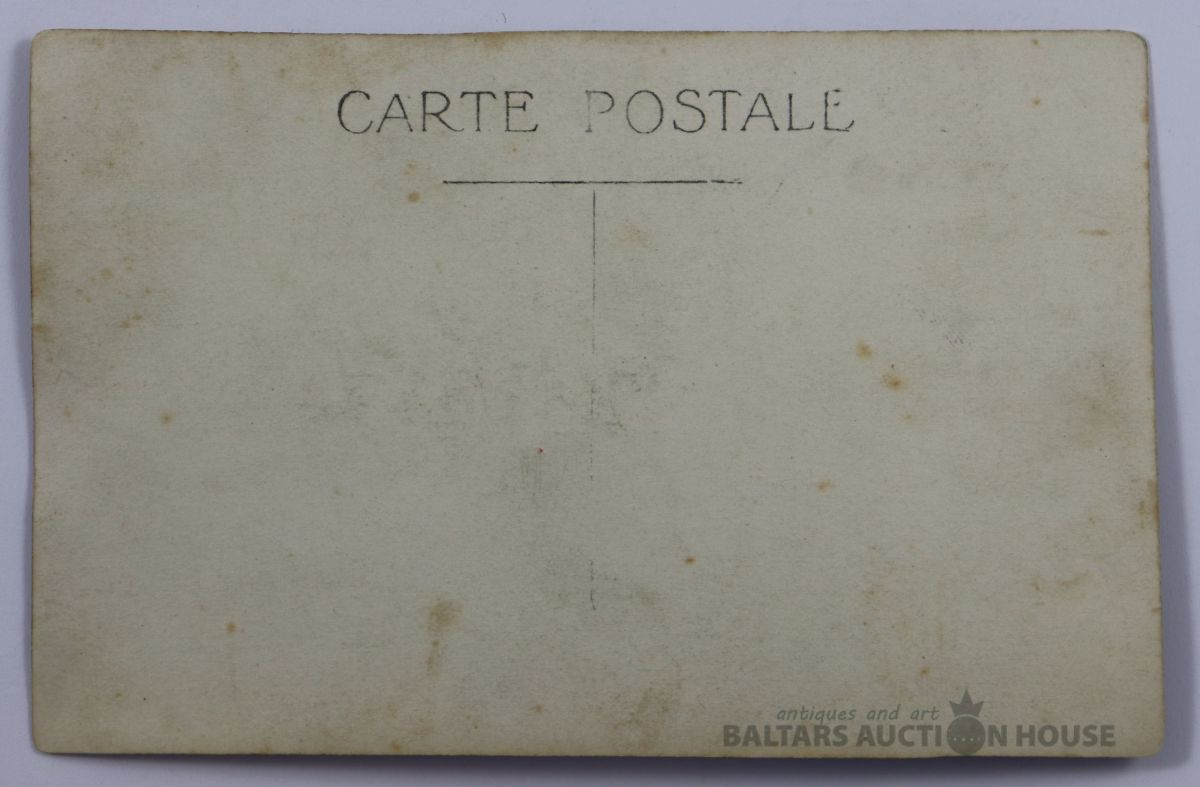 CARTE POSTALE
antiques and art
BALTARS AUCTION HOUSE